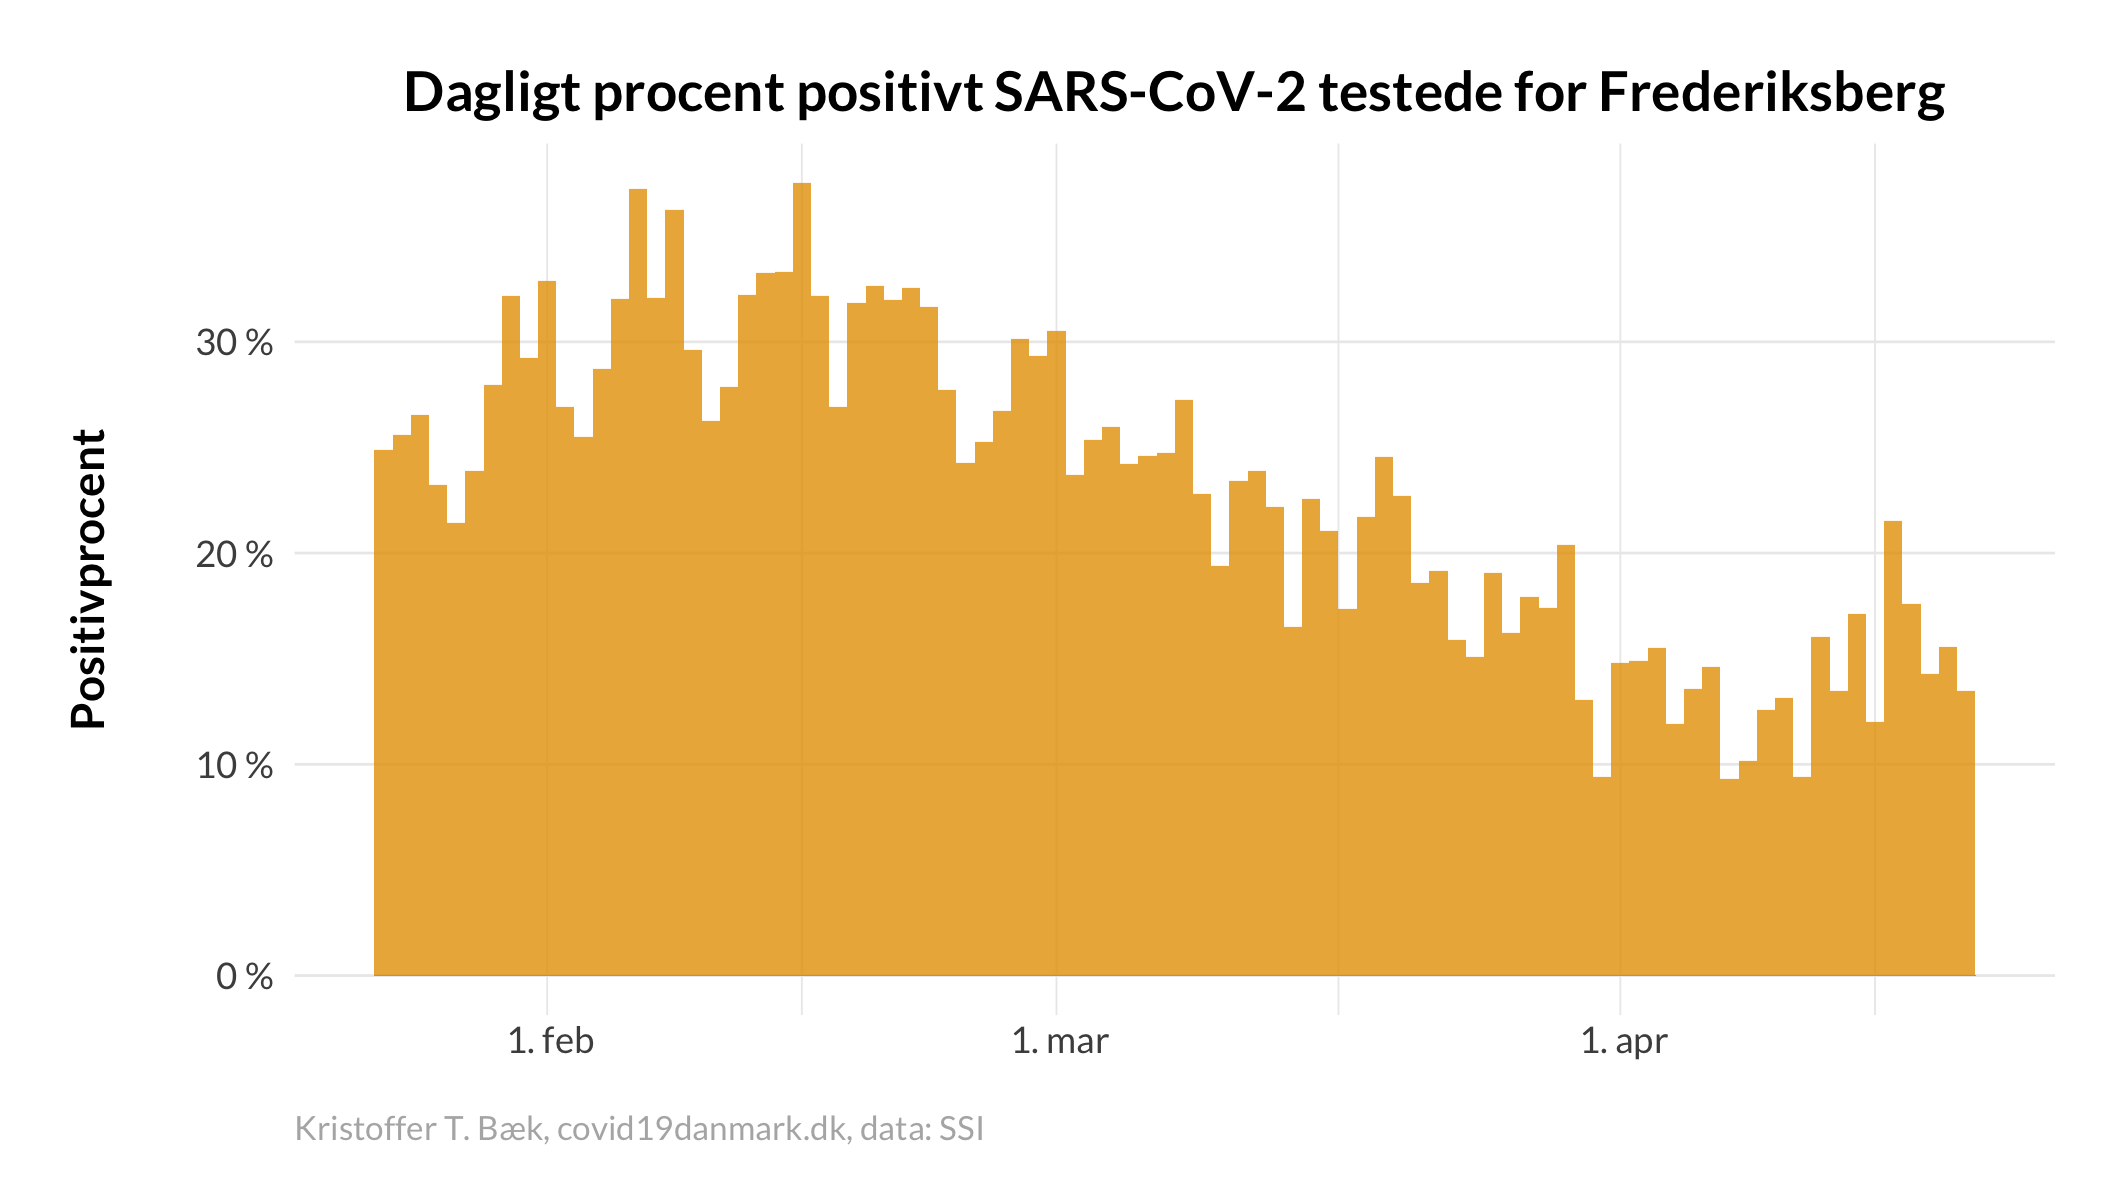 Dagligt procent positivt SARS-CoV-2 testede for Frederiksberg
Positivprocent
30 %
20 %
10 %
0 %
1. feb
1. mar
1. apr
Kristoffer T. Bæk, covid19danmark.dk, data: SSI